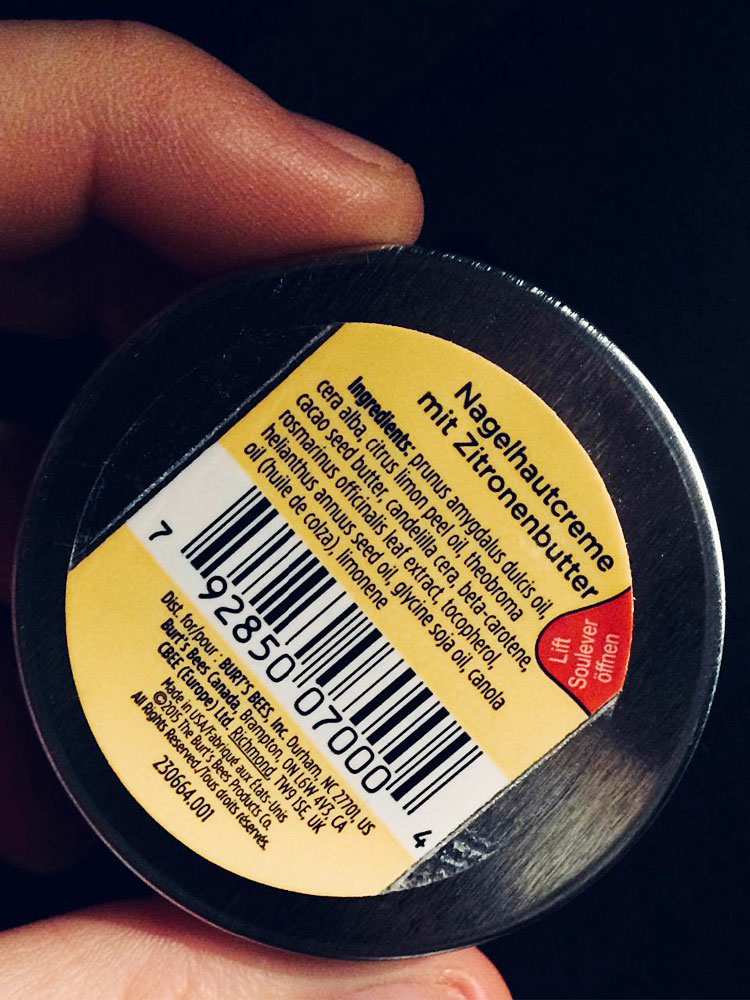 Nagelhautcreme
mit Zitronenbutter
Ingredients: prunus amygdalus dulcis oil,
cera alba, citrus limon peel oil, theobroma
cacao seed butter, candelilla cera, beta-carotene,
rosmarinus officinalis leaf extract, tocopherol,
helianthus annuus seed oil, glycine soja oil, canola
oil (huile de colza), limonene
Lift
Soulever
öffnen
7 92850 07000 4
Dist. for/pour : BURT'S BEES, Inc. Durham, NC 27701, US
Burt's Bees Canada, Brampton, ON L6W 4V3, CA
CBEE (Europe) Ltd. Richmond, TW9 1SE, UK
Made in USA/Fabriqué aux États-Unis
©2015 The Burt's Bees Products Co.
All Rights Reserved/Tous droits réservés.
230664.001